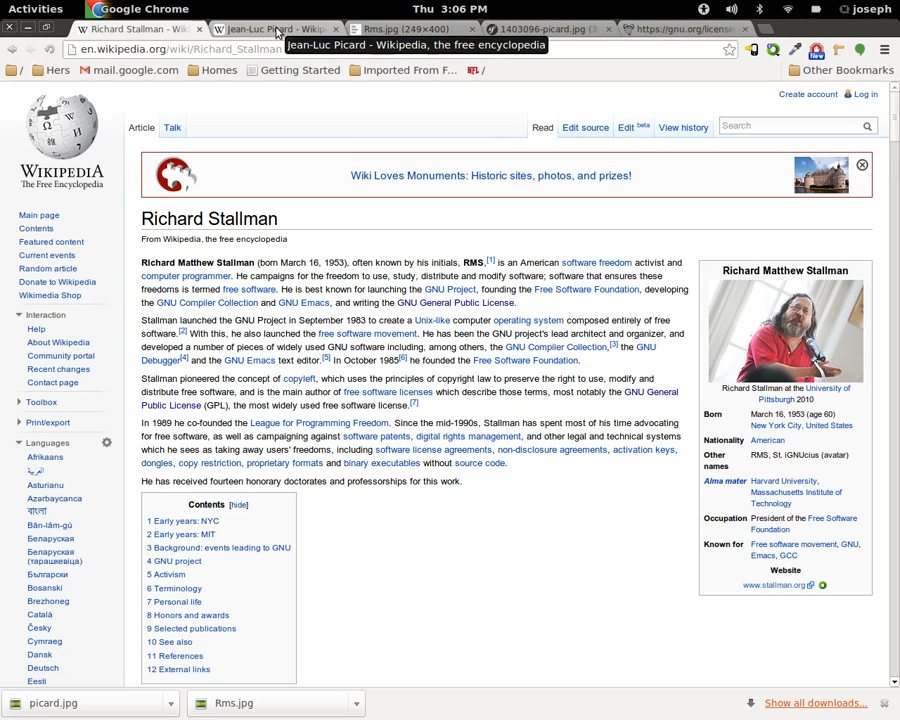 Activities Google Chrome Thu 3:06 PM joseph
Richard Stallman - Wi Jean-Luc Picard - Wikip Rms.jpg (249×400) 1403096-picard.jpg (3 https://gnu.org/license
en.wikipedia.org/wiki/Richard_Stallman
Jean-Luc Picard - Wikipedia, the free encyclopedia
/ Hers mail.google.com Homes Getting Started Imported From F... / Other Bookmarks
Create account Log in
Article Talk Read Edit source Edit beta View history Search
WIKIPEDIA
The Free Encyclopedia
Main page
Contents
Featured content
Current events
Random article
Donate to Wikipedia
Wikimedia Shop
Interaction
Help
About Wikipedia
Community portal
Recent changes
Contact page
Toolbox
Print/export
Languages
Afrikaans
العربية
Asturianu
Azərbaycanca
বাংলা
Bân-lâm-gú
Беларуская
Беларуская
(тарашкевіца)
Български
Bosanski
Brezhoneg
Català
Česky
Cymraeg
Dansk
Deutsch
Eesti
Wiki Loves Monuments: Historic sites, photos, and prizes!
Richard Stallman
From Wikipedia, the free encyclopedia
Richard Matthew Stallman (born March 16, 1953), often known by his initials, RMS,[1] is an American software freedom activist and
computer programmer. He campaigns for the freedom to use, study, distribute and modify software; software that ensures these
freedoms is termed free software. He is best known for launching the GNU Project, founding the Free Software Foundation, developing
the GNU Compiler Collection and GNU Emacs, and writing the GNU General Public License.
Stallman launched the GNU Project in September 1983 to create a Unix-like computer operating system composed entirely of free
software.[2] With this, he also launched the free software movement. He has been the GNU project's lead architect and organizer, and
developed a number of pieces of widely used GNU software including, among others, the GNU Compiler Collection,[3] the GNU
Debugger[4] and the GNU Emacs text editor.[5] In October 1985[6] he founded the Free Software Foundation.
Stallman pioneered the concept of copyleft, which uses the principles of copyright law to preserve the right to use, modify and
distribute free software, and is the main author of free software licenses which describe those terms, most notably the GNU General
Public License (GPL), the most widely used free software license.[7]
In 1989 he co-founded the League for Programming Freedom. Since the mid-1990s, Stallman has spent most of his time advocating
for free software, as well as campaigning against software patents, digital rights management, and other legal and technical systems
which he sees as taking away users' freedoms, including software license agreements, non-disclosure agreements, activation keys,
dongles, copy restriction, proprietary formats and binary executables without source code.
He has received fourteen honorary doctorates and professorships for this work.
Contents [hide]
1 Early years: NYC
2 Early years: MIT
3 Background: events leading to GNU
4 GNU project
5 Activism
6 Terminology
7 Personal life
8 Honors and awards
9 Selected publications
10 See also
11 References
12 External links
Richard Matthew Stallman
Richard Stallman at the University of
Pittsburgh 2010
Born March 16, 1953 (age 60)
New York City, United States
Nationality American
Other names RMS, St. iGNUcius (avatar)
Alma mater Harvard University,
Massachusetts Institute of
Technology
Occupation President of the Free Software
Foundation
Known for Free software movement, GNU,
Emacs, GCC
Website
www.stallman.org
picard.jpg Rms.jpg Show all downloads...